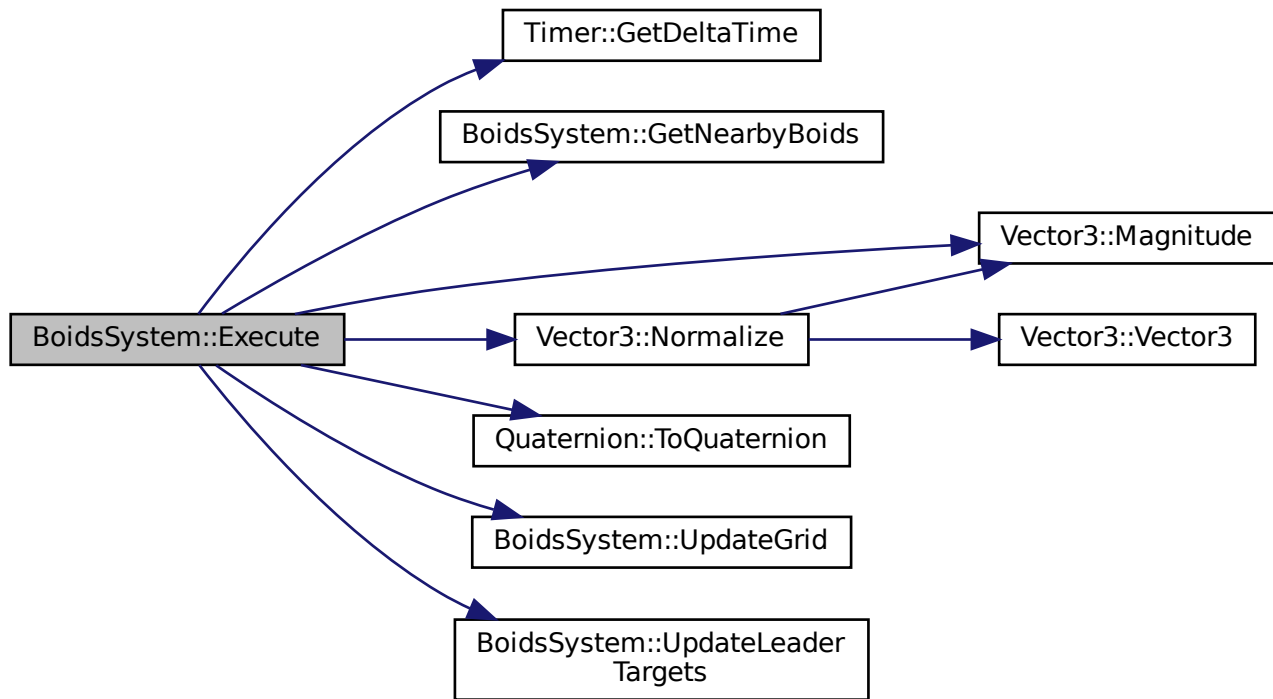 Timer::GetDeltaTime
BoidsSystem::GetNearbyBoids
Vector3::Magnitude
BoidsSystem::Execute
Vector3::Normalize
Vector3::Vector3
Quaternion::ToQuaternion
BoidsSystem::UpdateGrid
BoidsSystem::UpdateLeader
Targets